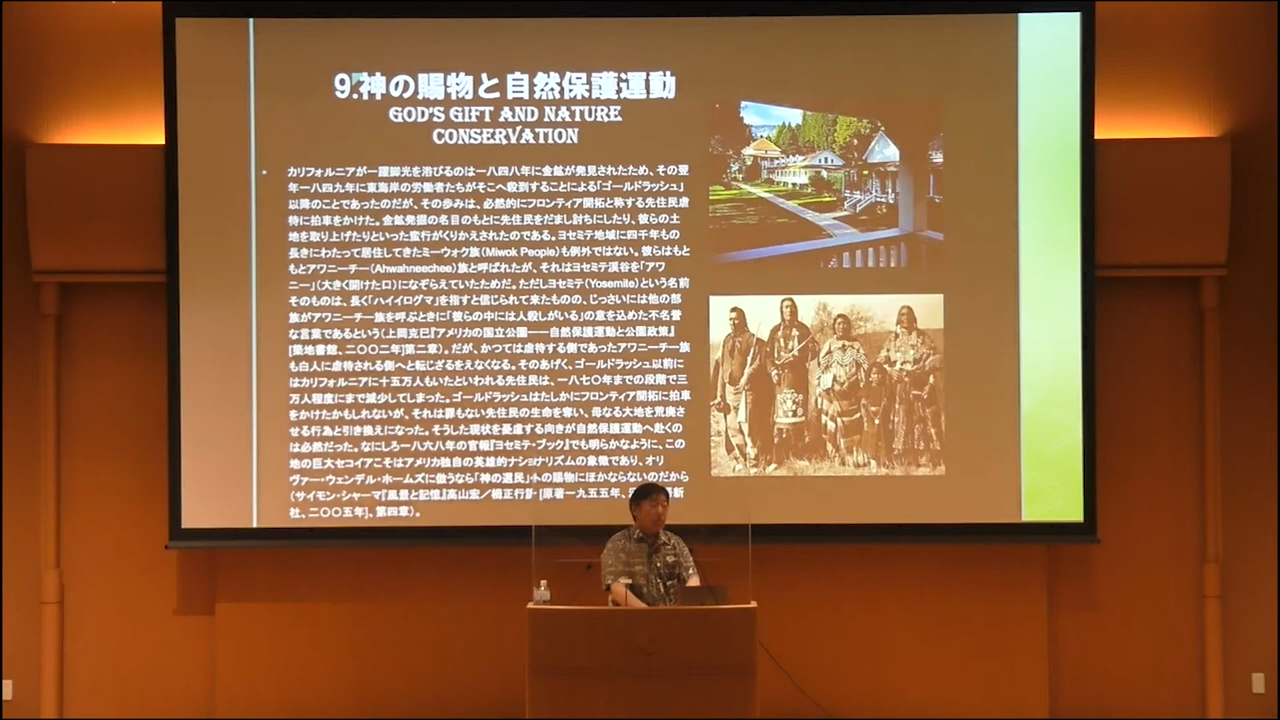 9.神の賜物と自然保護運動
GOD'S GIFT AND NATURE
CONSERVATION
カリフォルニアが一躍脚光を浴びるのは一八四八年に金鉱が発見されたため、その翌
年一八四九年に東海岸の労働者たちがそこへ殺到することによる「ゴールドラッシュ」
以降のことであったのだが、その歩みは、必然的にフロンティア開拓と称する先住民虐
待に拍車をかけた。金鉱発掘の名目のもとに先住民をだまし討ちにしたり、彼らの土
地を取り上げたりといった蛮行がくりかえされたのである。ヨセミテ地域に四千年もの
長きにわたって居住してきたミーウォク族(Miwok People)も例外ではない。彼らはもと
もとアワニーチー(Ahwahneechee)族と呼ばれたが、それはヨセミテ渓谷を「アワ
ニー」(大きく開けた口)になぞらえていたためだ。ただしヨセミテ(Yosemite)という名前
そのものは、長く「ハイイログマ」を指すと信じられて来たものの、じっさいには他の部
族がアワニーチー族を呼ぶときに「彼らの中には人殺しがいる」の意を込めた不名誉
な言葉であるという(上岡克巳『アメリカの国立公園――自然保護運動と公園政策』
[築地書館、二〇〇二年]第二章)。だが、かつては虐待する側であったアワニーチー族
も白人に虐待される側へと転じざるをえなくなる。そのあげく、ゴールドラッシュ以前に
はカリフォルニアに十五万人もいたといわれる先住民は、一八七〇年までの段階で三
万人程度にまで減少してしまった。ゴールドラッシュはたしかにフロンティア開拓に拍車
をかけたかもしれないが、それは罪もない先住民の生命を奪い、母なる大地を荒廃さ
せる行為と引き換えになった。そうした現状を憂慮する向きが自然保護運動へ赴くの
は必然だった。なにしろ一八六八年の官報『ヨセミテ・ブック』でも明らかなように、この
地の巨大セコイアこそはアメリカ独自の英雄的ナショナリズムの象徴であり、オリ
ヴァー・ウェンデル・ホームズに倣うなら「神の選民」への賜物にほかならないのだから
(サイモン・シャーマ『風景と記憶』高山宏/栂正行訳[原著一九五五年、
社、二〇〇五年]、第四章)。